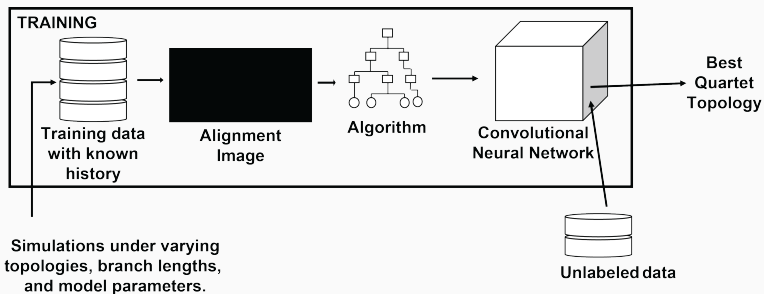 TRAINING
Training data
with known
history
Alignment
Image
Algorithm
Convolutional
Neural Network
Best
Quartet
Topology
Simulations under varying
topologies, branch lengths,
and model parameters.
Unlabeled data